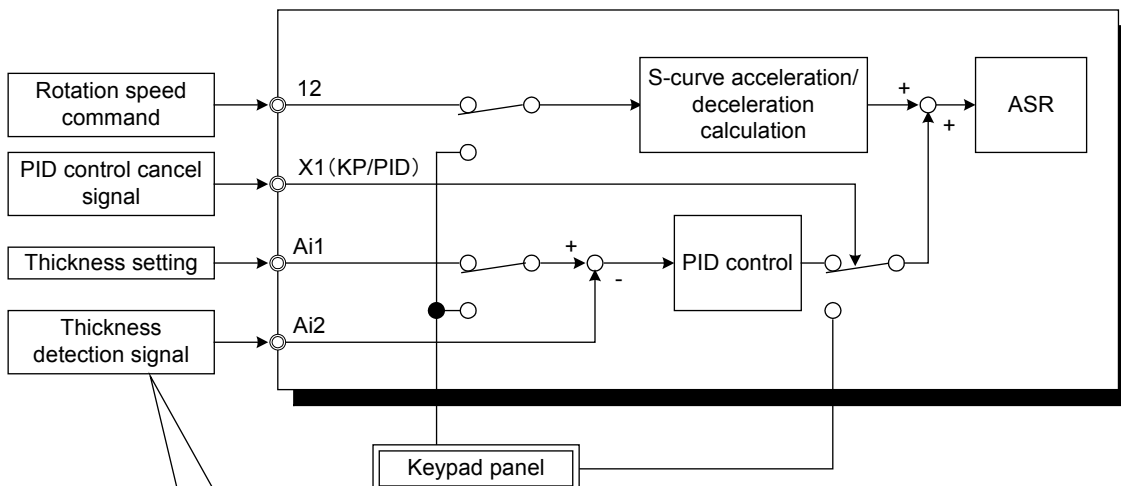 Rotation speed
command
12
S-curve acceleration/
deceleration
calculation
+
+
ASR
PID control cancel
signal
X1（KP/PID）
Thickness setting
Ai1
+
-
PID control
Thickness
detection signal
Ai2
Keypad panel